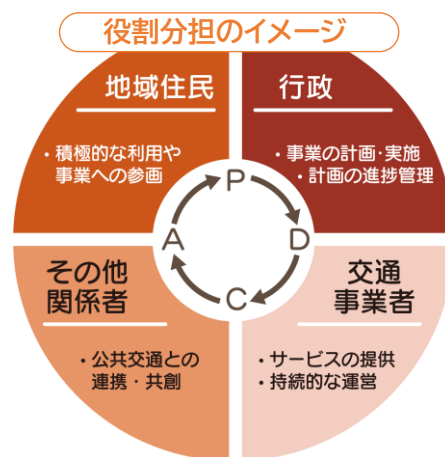 役割分担のイメージ
地域住民
・積極的な利用や
事業への参画
行政
・事業の計画・実施
・計画の進捗管理
P
D
C
A
その他
関係者
・公共交通との
連携・共創
交通
事業者
・サービスの提供
・持続的な運営